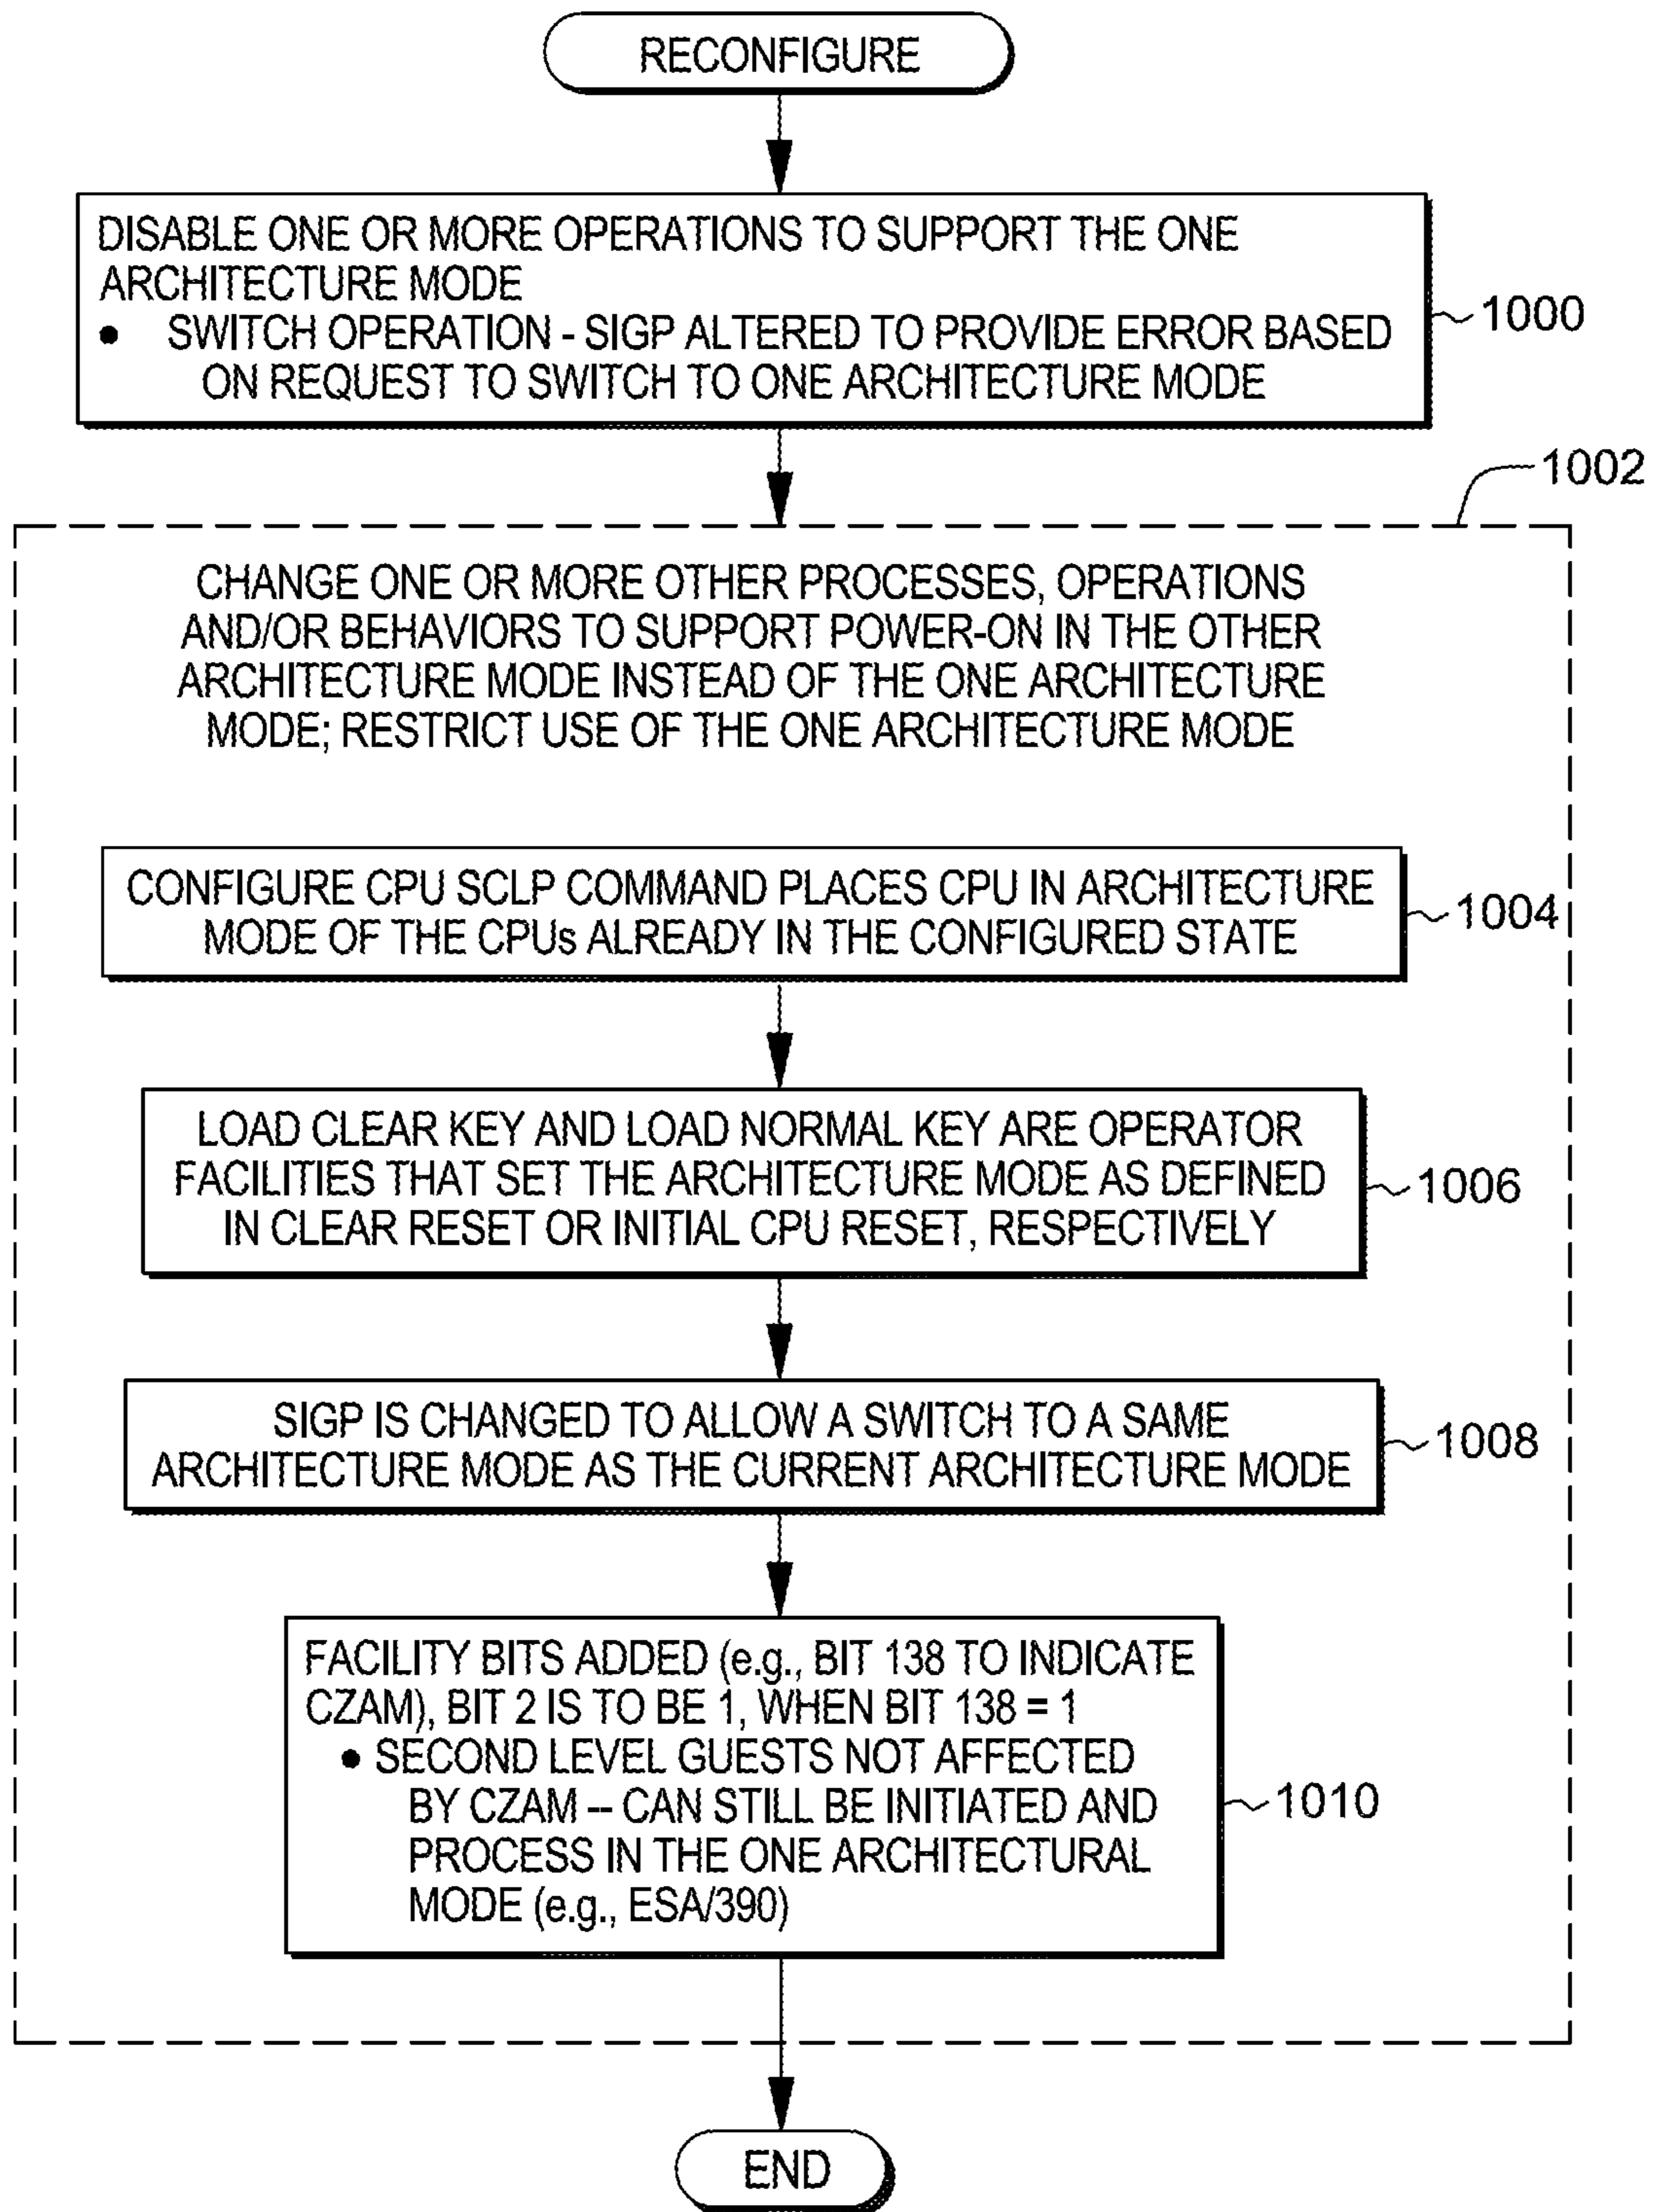 RECONFIGURE
DISABLE ONE OR MORE OPERATIONS TO SUPPORT THE ONE
ARCHITECTURE MODE
• SWITCH OPERATION - SIGP ALTERED TO PROVIDE ERROR BASED
ON REQUEST TO SWITCH TO ONE ARCHITECTURE MODE
1000
1002
CHANGE ONE OR MORE OTHER PROCESSES, OPERATIONS
AND/OR BEHAVIORS TO SUPPORT POWER-ON IN THE OTHER
ARCHITECTURE MODE INSTEAD OF THE ONE ARCHITECTURE
MODE; RESTRICT USE OF THE ONE ARCHITECTURE MODE
CONFIGURE CPU SCLP COMMAND PLACES CPU IN ARCHITECTURE
MODE OF THE CPUs ALREADY IN THE CONFIGURED STATE
1004
LOAD CLEAR KEY AND LOAD NORMAL KEY ARE OPERATOR
FACILITIES THAT SET THE ARCHITECTURE MODE AS DEFINED
IN CLEAR RESET OR INITIAL CPU RESET, RESPECTIVELY
1006
SIGP IS CHANGED TO ALLOW A SWITCH TO A SAME
ARCHITECTURE MODE AS THE CURRENT ARCHITECTURE MODE
1008
FACILITY BITS ADDED (e.g., BIT 138 TO INDICATE
CZAM), BIT 2 IS TO BE 1, WHEN BIT 138 = 1
• SECOND LEVEL GUESTS NOT AFFECTED
BY CZAM -- CAN STILL BE INITIATED AND
PROCESS IN THE ONE ARCHITECTURAL
MODE (e.g., ESA/390)
1010
END